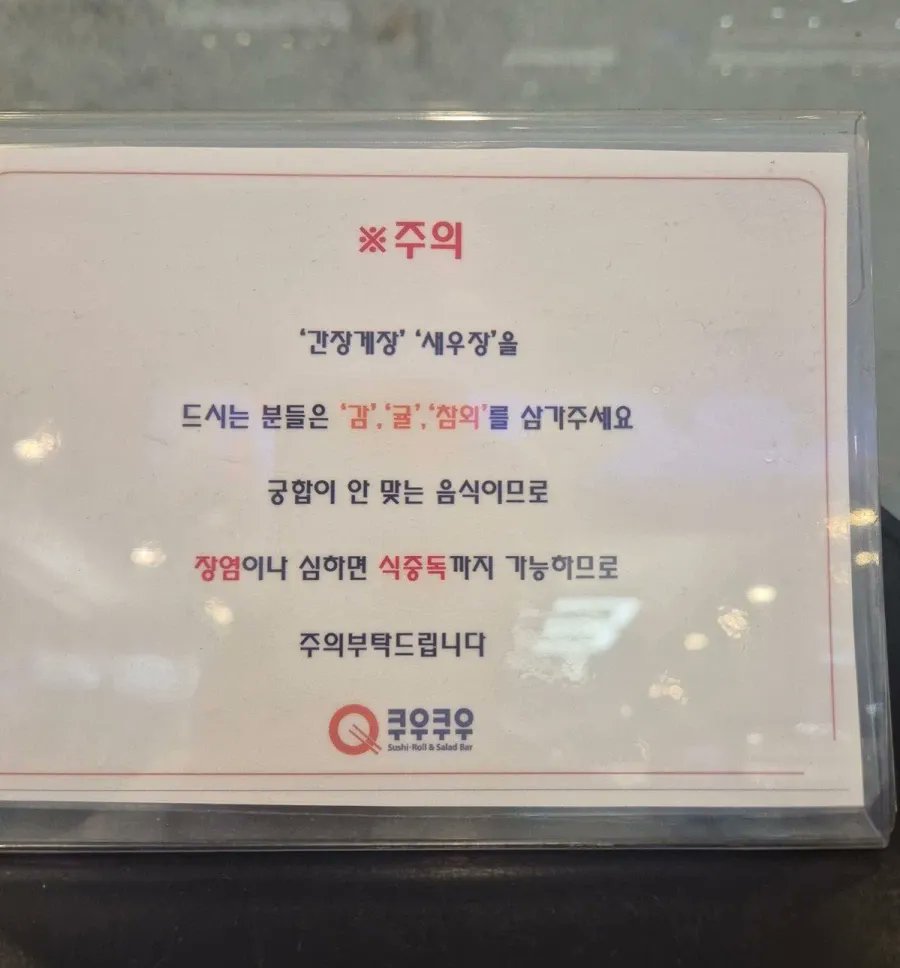 ※주의
‘간장게장’ ‘새우장’을
드시는 분들은 ‘감’,‘귤’,‘참외’를 삼가주세요
궁합이 안 맞는 음식이므로
장염이나 심하면 식중독까지 가능하므로
주의부탁드립니다
쿠우쿠우
Sushi·Roll & Salad Bar